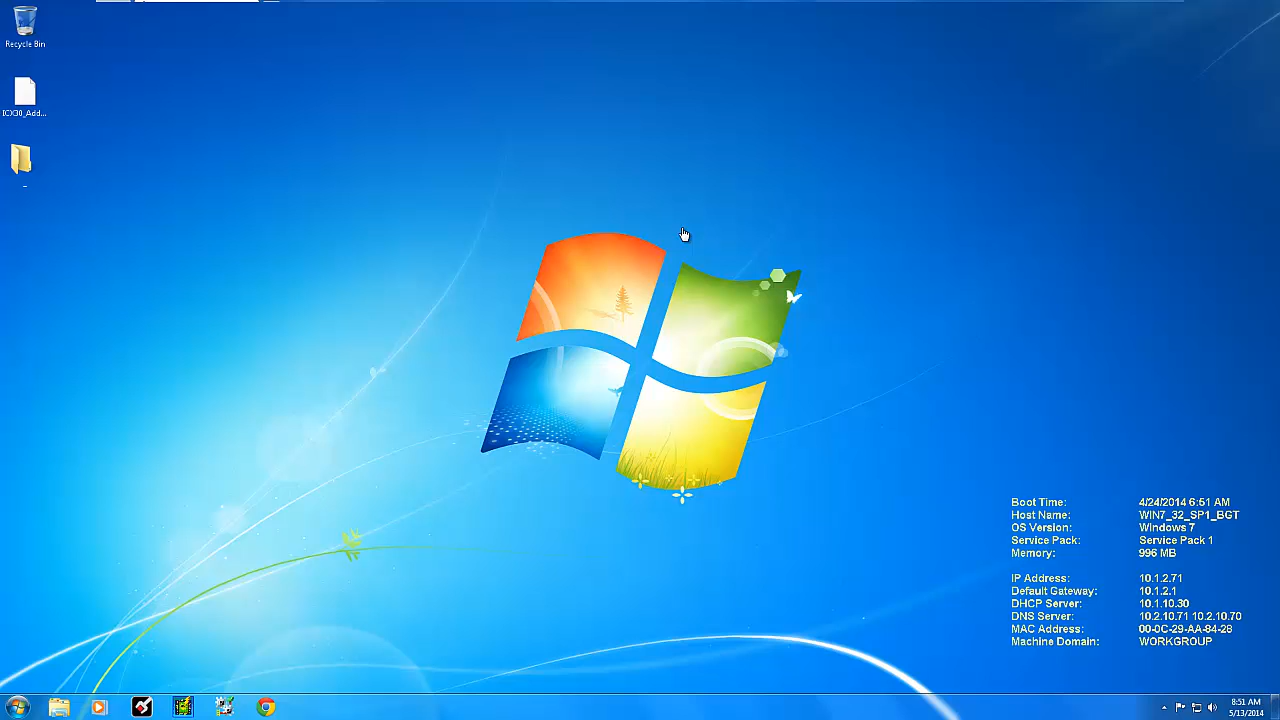 Recycle Bin
ICX30_Add...
-
Boot Time: 4/24/2014 6:51 AM
Host Name: WIN7_32_SP1_BGT
OS Version: Windows 7
Service Pack: Service Pack 1
Memory: 996 MB
IP Address: 10.1.2.71
Default Gateway: 10.1.2.1
DHCP Server: 10.1.10.30
DNS Server: 10.2.10.71 10.2.10.70
MAC Address: 00-0C-29-AA-84-28
Machine Domain: WORKGROUP
8:51 AM
5/13/2014